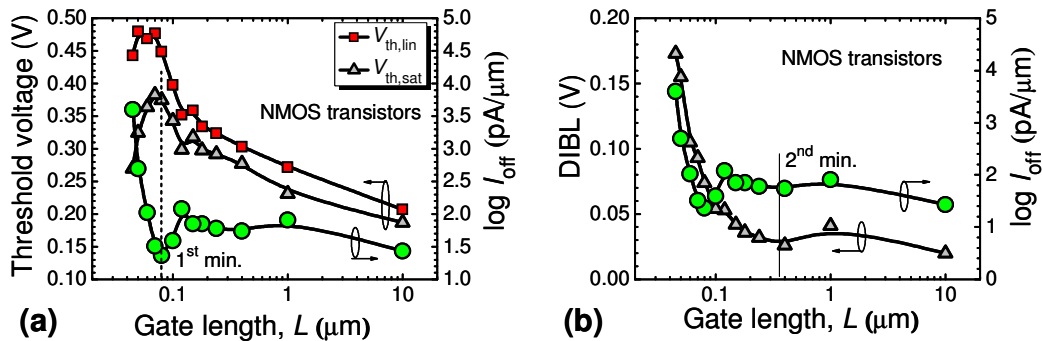 Threshold voltage (V)
0.50
0.45
0.40
0.35
0.30
0.25
0.20
0.15
0.10
V_th,lin
V_th,sat
NMOS transistors
1st min.
5.0
4.5
4.0
3.5
3.0
2.5
2.0
1.5
1.0
log I_off (pA/μm)
0.1
1
10
Gate length, L (μm)
(a)
DIBL (V)
0.20
0.15
0.10
0.05
0.00
NMOS transistors
2nd min.
5
4
3
2
1
0
log I_off (pA/μm)
0.1
1
10
Gate length, L (μm)
(b)